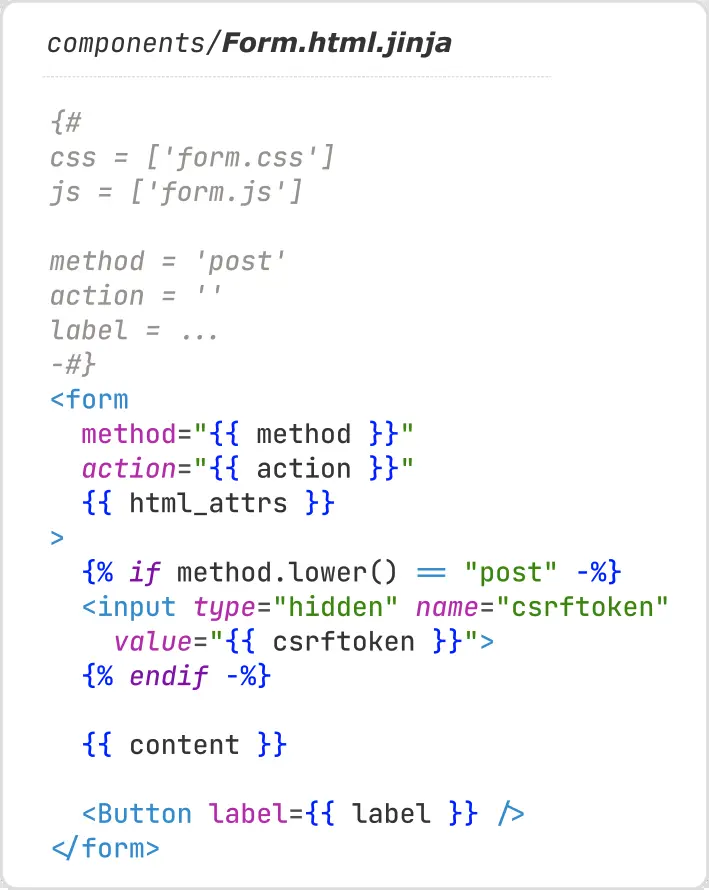 components/Form.html.jinja
{#
css = ['form.css']
js = ['form.js']
method = 'post'
action = ''
label = ...
-#}
<form
method="{{ method }}"
action="{{ action }}"
{{ html_attrs }}
>
{% if method.lower() == "post" -%}
<input type="hidden" name="csrftoken"
value="{{ csrftoken }}">
{% endif -%}
{{ content }}
<Button label={{ label }} />
</form>